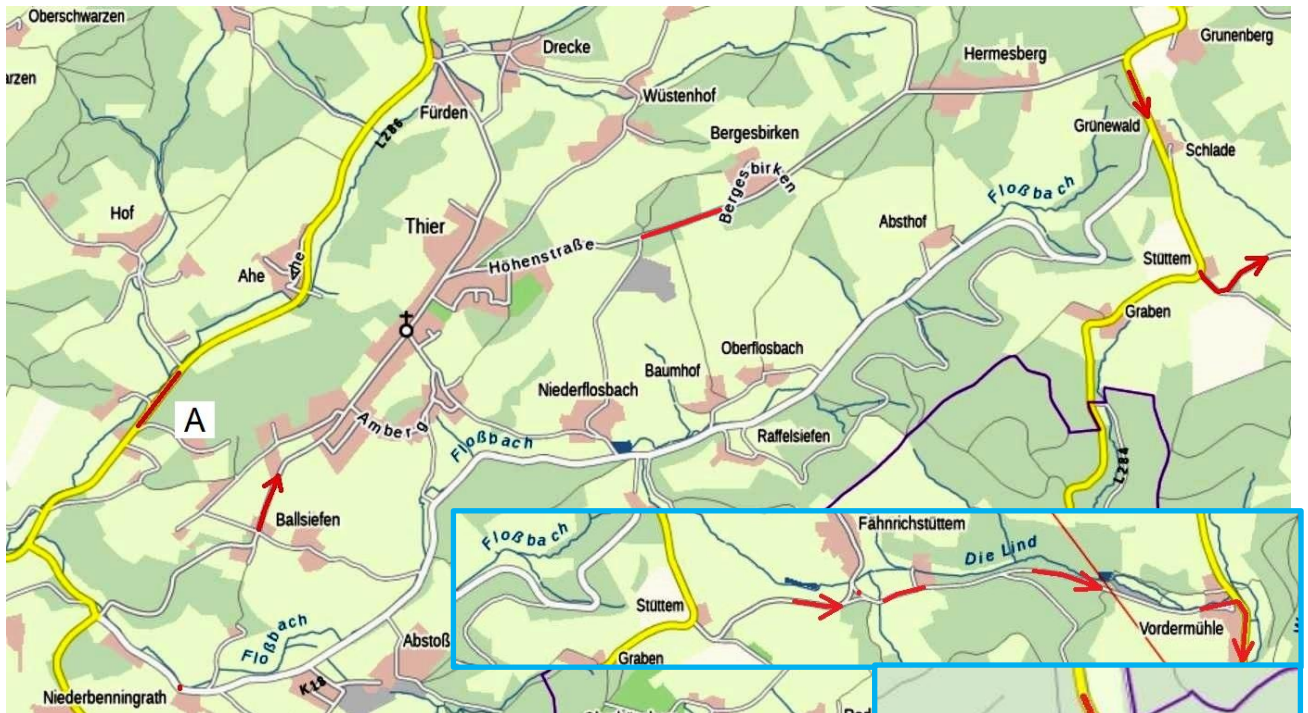 Oberschwarzen
Drecke
Hermesberg
Grunenberg
arzen
Wüstenhof
Fürden
L286
Bergesbirken
Grünewald
Schlade
Bergesbirken
Floßbach
Hof
Thier
Absthof
Höhenstraße
Stüttem
Ahe
Ahe
Graben
Oberflosbach
Baumhof
Niederflosbach
A
Amberg
Floßbach
Raffelsiefen
L284
Ballsiefen
Fähnrichstüttem
Floßbach
Die Lind
Stüttem
Vordermühle
Floßbach
Abstoß
Graben
K18
Niederbenningrath